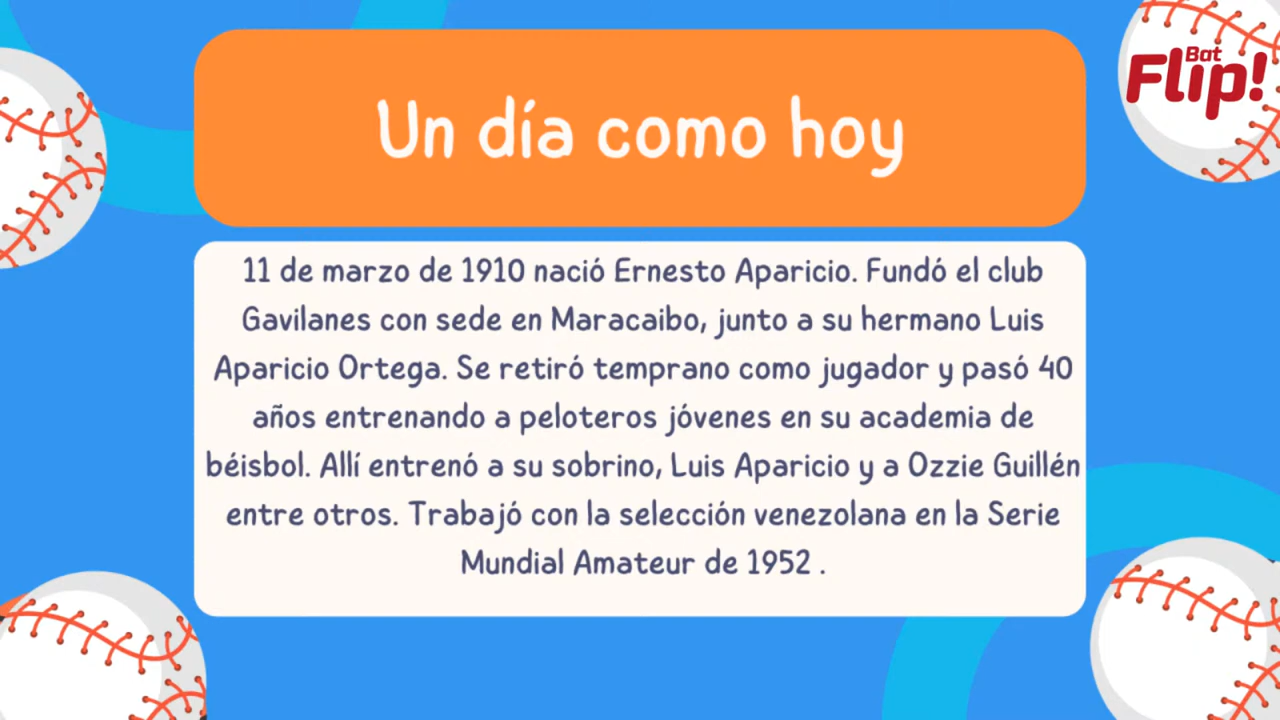 Bat
Flip!
Un día como hoy
11 de marzo de 1910 nació Ernesto Aparicio. Fundó el club
Gavilanes con sede en Maracaibo, junto a su hermano Luis
Aparicio Ortega. Se retiró temprano como jugador y pasó 40
años entrenando a peloteros jóvenes en su academia de
béisbol. Allí entrenó a su sobrino, Luis Aparicio y a Ozzie Guillén
entre otros. Trabajó con la selección venezolana en la Serie
Mundial Amateur de 1952 .